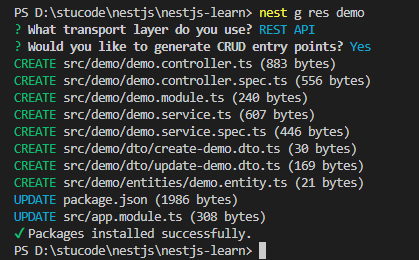 PS D:\stucode\nestjs\nestjs-learn> nest g res demo
? What transport layer do you use? REST API
? Would you like to generate CRUD entry points? Yes
CREATE src/demo/demo.controller.ts (883 bytes)
CREATE src/demo/demo.controller.spec.ts (556 bytes)
CREATE src/demo/demo.module.ts (240 bytes)
CREATE src/demo/demo.service.ts (607 bytes)
CREATE src/demo/demo.service.spec.ts (446 bytes)
CREATE src/demo/dto/create-demo.dto.ts (30 bytes)
CREATE src/demo/dto/update-demo.dto.ts (169 bytes)
CREATE src/demo/entities/demo.entity.ts (21 bytes)
UPDATE package.json (1986 bytes)
UPDATE src/app.module.ts (308 bytes)
✔ Packages installed successfully.
PS D:\stucode\nestjs\nestjs-learn>